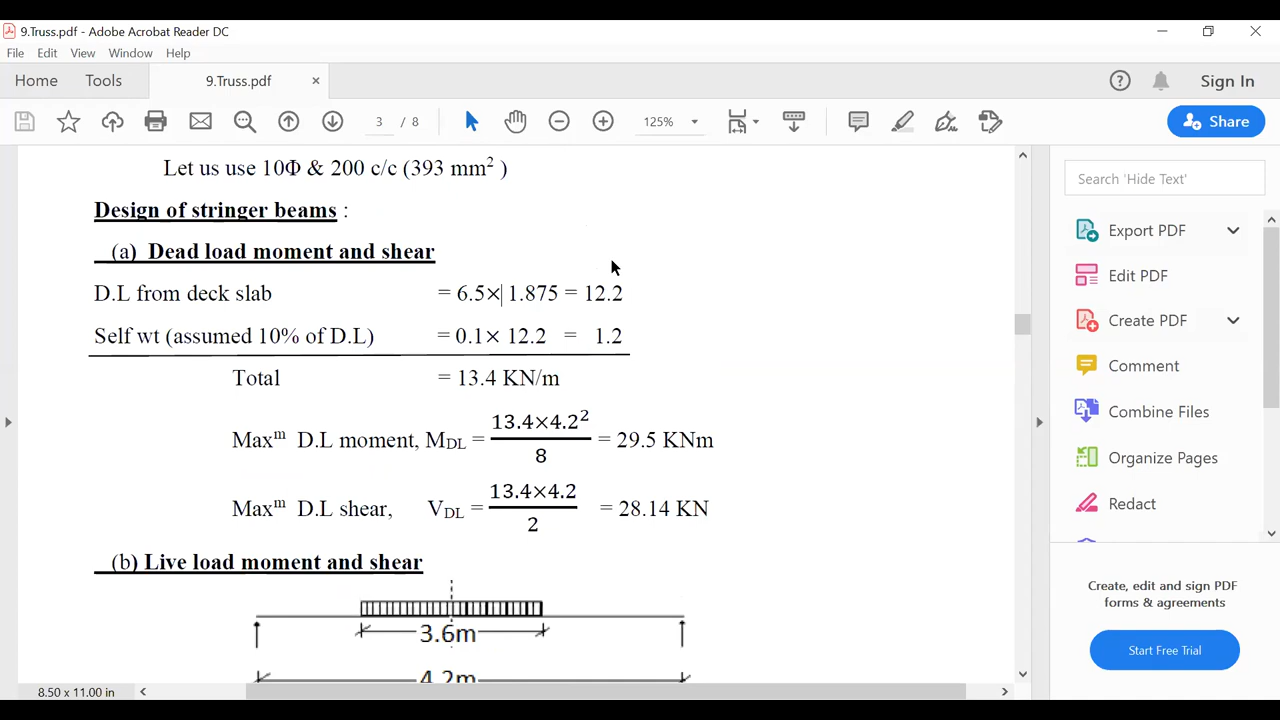 9.Truss.pdf - Adobe Acrobat Reader DC
File Edit View Window Help
Home Tools 9.Truss.pdf × Sign In
3 / 8 125% Share
Let us use 10Φ & 200 c/c (393 mm² )
Design of stringer beams :
(a) Dead load moment and shear
D.L from deck slab = 6.5× 1.875 = 12.2
Self wt (assumed 10% of D.L) = 0.1× 12.2 = 1.2
Total = 13.4 KN/m
Maxᵐ D.L moment, M_DL = 13.4×4.2² / 8 = 29.5 KNm
Maxᵐ D.L shear, V_DL = 13.4×4.2 / 2 = 28.14 KN
(b) Live load moment and shear
3.6m
4.2m
8.50 x 11.00 in
Search 'Hide Text'
Export PDF
Edit PDF
Create PDF
Comment
Combine Files
Organize Pages
Redact
Create, edit and sign PDF
forms & agreements
Start Free Trial